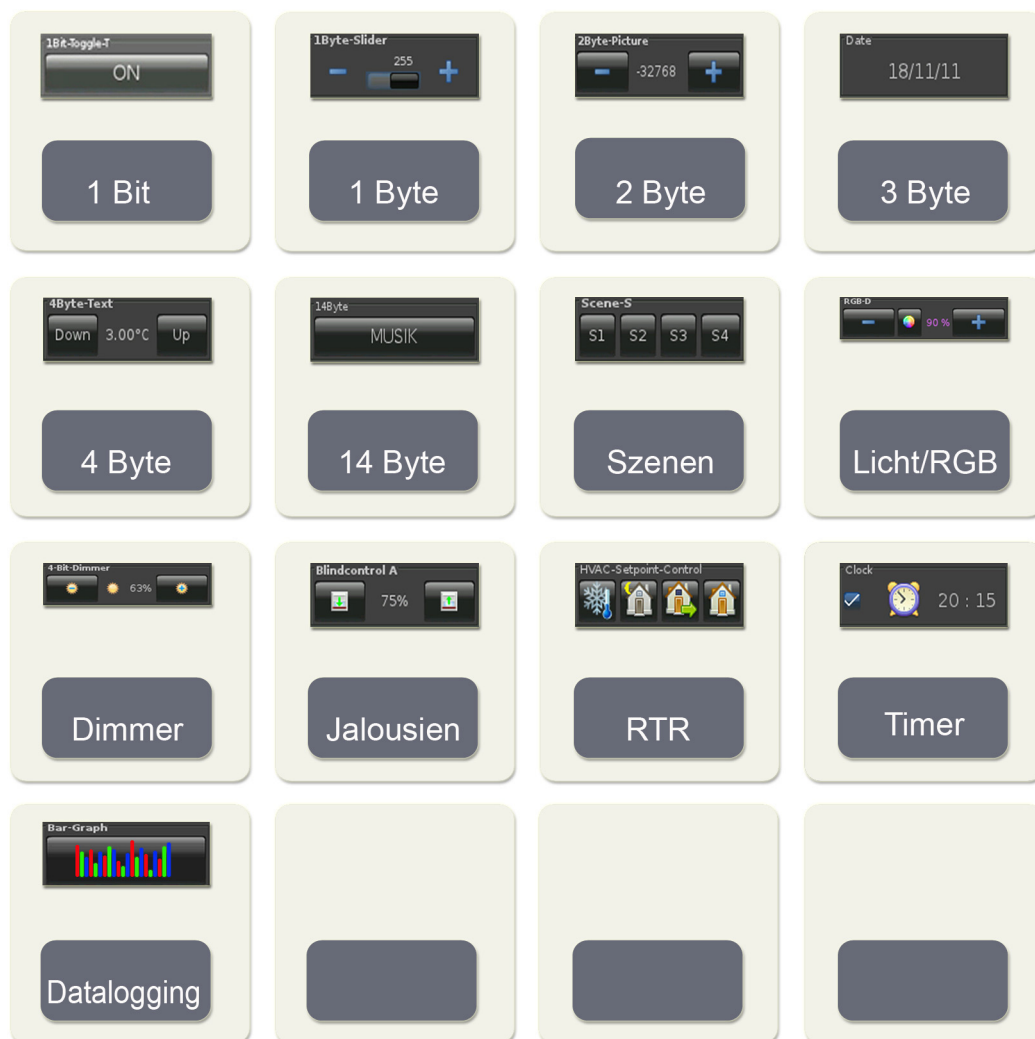 1Bit-Toggle-T
ON
1 Bit
1Byte-Slider
255
1 Byte
2Byte-Picture
-32768
2 Byte
Date
18/11/11
3 Byte
4Byte-Text
Down 3.00°C Up
4 Byte
14Byte
MUSIK
14 Byte
Scene-S
S1 S2 S3 S4
Szenen
RGB-D
90 %
Licht/RGB
4-Bit-Dimmer
63%
Dimmer
Blindcontrol A
75%
Jalousien
HVAC-Setpoint-Control
RTR
Clock
20 : 15
Timer
Bar-Graph
Datalogging